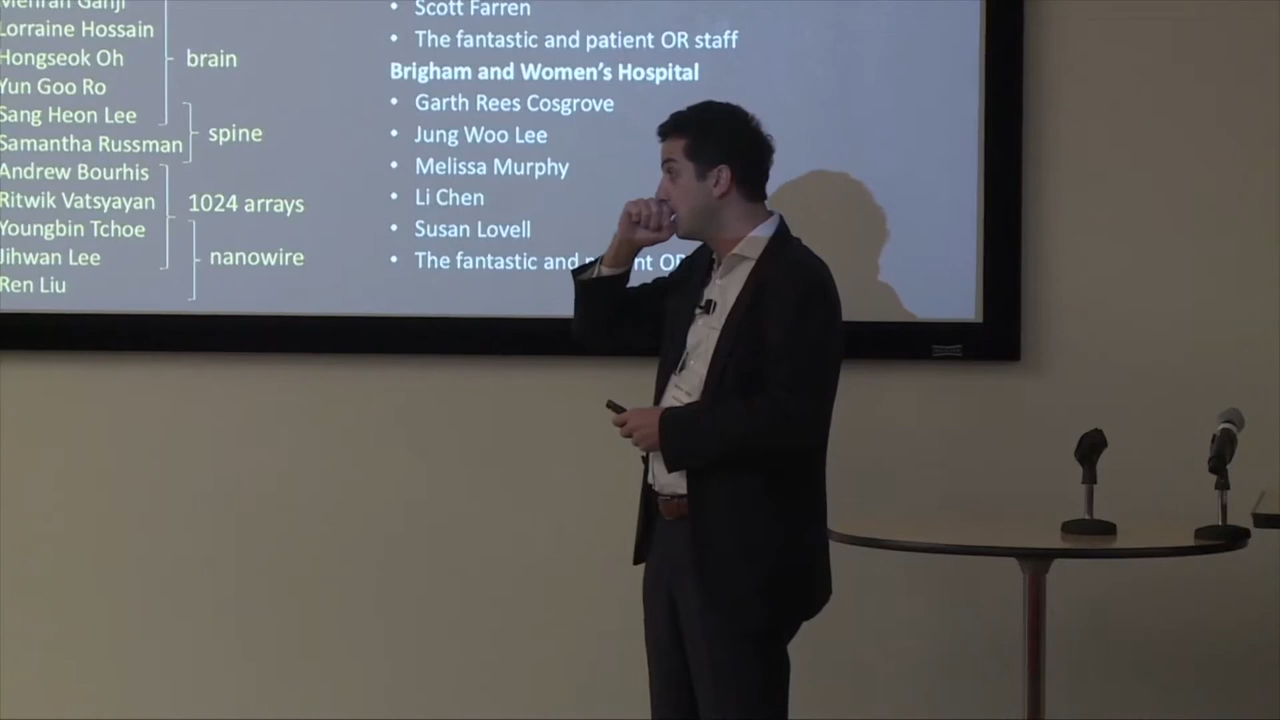 Mehran Ganji
Lorraine Hossain
Hongseok Oh
Yun Goo Ro
Sang Heon Lee
Samantha Russman
Andrew Bourhis
Ritwik Vatsyayan
Youngbin Tchoe
Jihwan Lee
Ren Liu
brain
spine
1024 arrays
nanowire
• Scott Farren
• The fantastic and patient OR staff
Brigham and Women's Hospital
• Garth Rees Cosgrove
• Jung Woo Lee
• Melissa Murphy
• Li Chen
• Susan Lovell
• The fantastic and